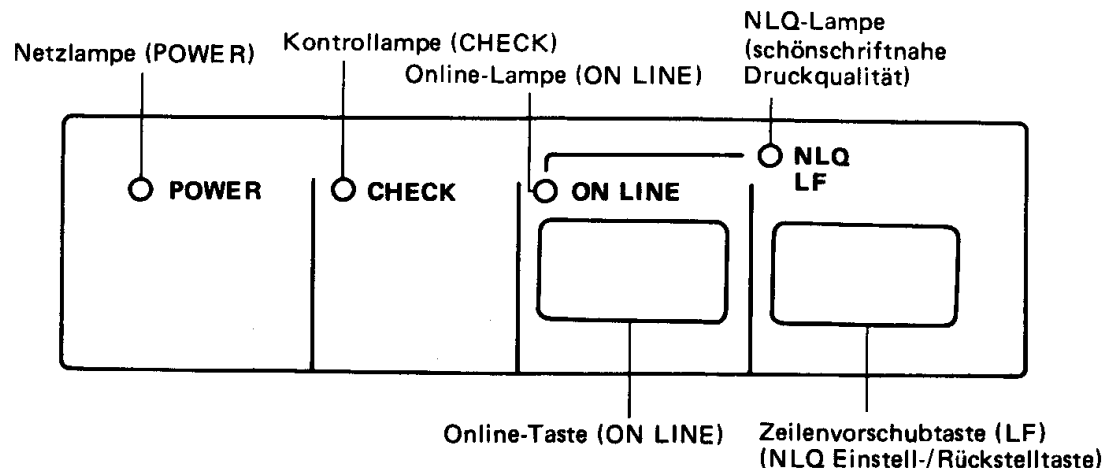 NLQ-Lampe
(schönschriftnahe
Druckqualität)
Kontrollampe (CHECK)
Netzlampe (POWER)
Online-Lampe (ON LINE)
NLQ
LF
POWER
CHECK
ON LINE
Online-Taste (ON LINE)
Zeilenvorschubtaste (LF)
(NLQ Einstell-/Rückstelltaste)